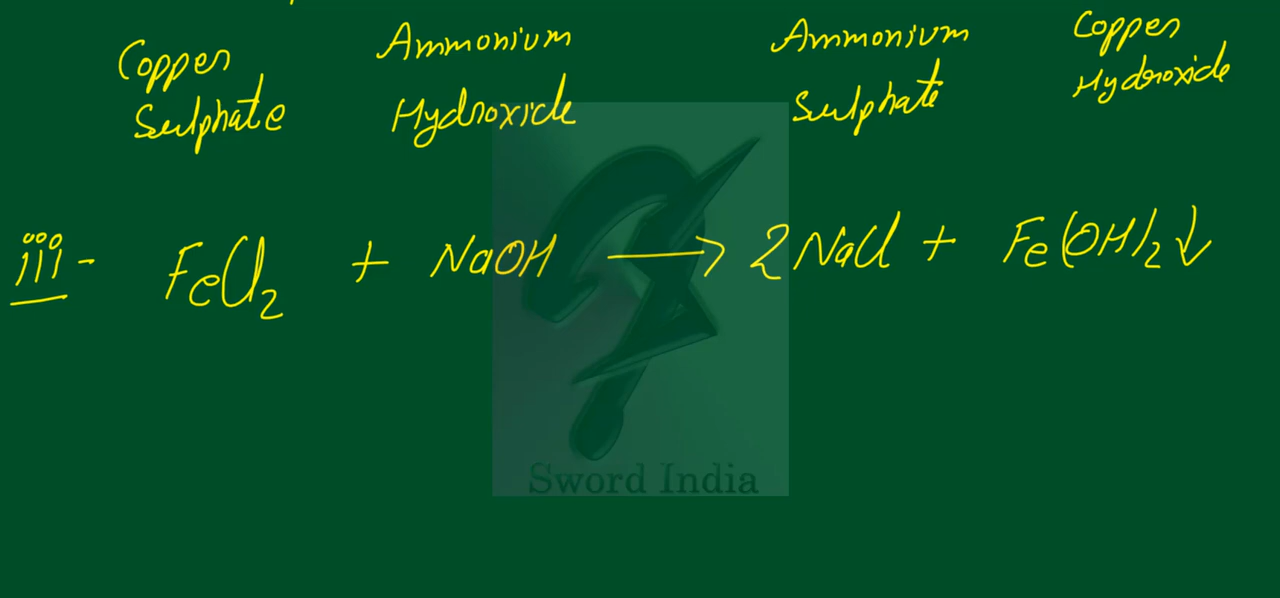 Copper Ammonium Ammonium Copper
Sulphate Hydroxide Sulphate Hydroxide
iii- FeCl₂ + NaOH → 2NaCl + Fe(OH)₂↓
Sword India